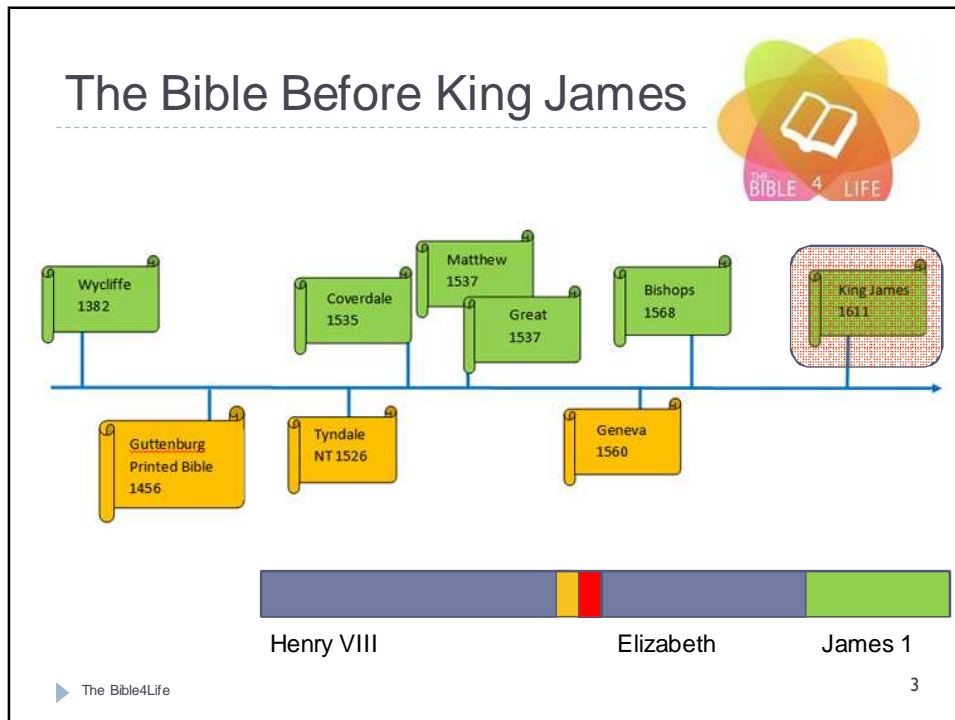 The Bible Before King James
THE
BIBLE 4 LIFE
Wycliffe
1382
Coverdale
1535
Matthew
1537
Great
1537
Bishops
1568
King James
1611
Guttenburg
Printed Bible
1456
Tyndale
NT 1526
Geneva
1560
Henry VIII
Elizabeth
James 1
The Bible4Life
3